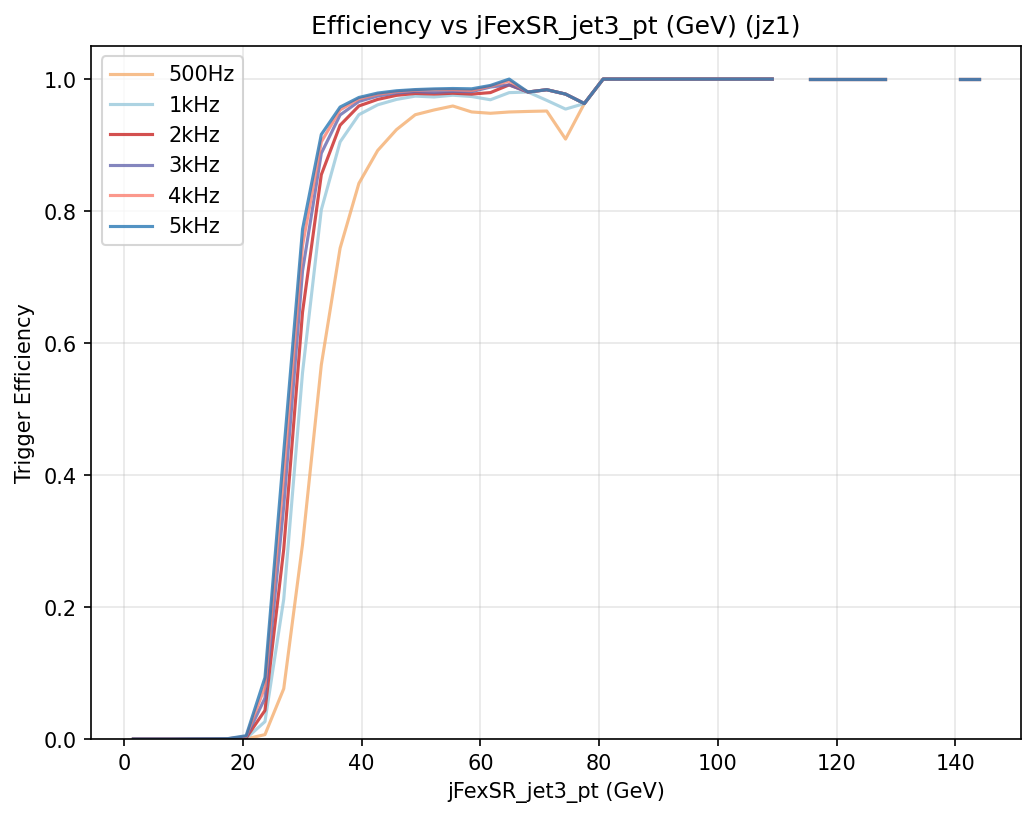 Efficiency vs jFexSR_jet3_pt (GeV) (jz1)
500Hz
1kHz
2kHz
3kHz
4kHz
5kHz
Trigger Efficiency
1.0
0.8
0.6
0.4
0.2
0.0
0 20 40 60 80 100 120 140
jFexSR_jet3_pt (GeV)